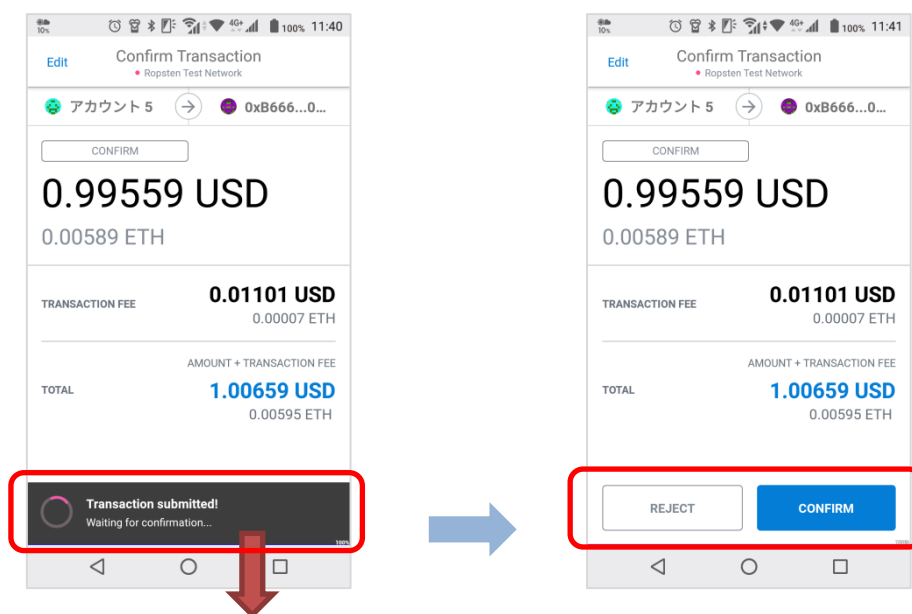 10% 4G+ 100% 11:40
Edit Confirm Transaction
Ropsten Test Network
アカウント 5 0xB666...0...
CONFIRM
0.99559 USD
0.00589 ETH
TRANSACTION FEE 0.01101 USD
0.00007 ETH
AMOUNT + TRANSACTION FEE
TOTAL 1.00659 USD
0.00595 ETH
Transaction submitted!
Waiting for confirmation...
100%
10% 4G+ 100% 11:41
Edit Confirm Transaction
Ropsten Test Network
アカウント 5 0xB666...0...
CONFIRM
0.99559 USD
0.00589 ETH
TRANSACTION FEE 0.01101 USD
0.00007 ETH
AMOUNT + TRANSACTION FEE
TOTAL 1.00659 USD
0.00595 ETH
REJECT CONFIRM